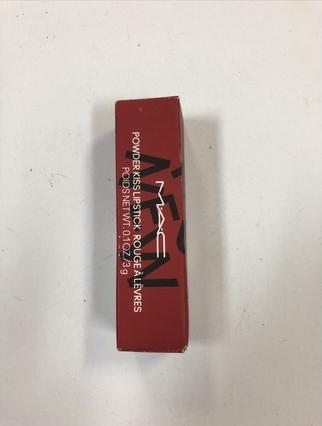 MAC
POWDER KISS LIPSTICK ROUGE À LÈVRES
POIDS NET WT. 0.1 OZ / 3 g